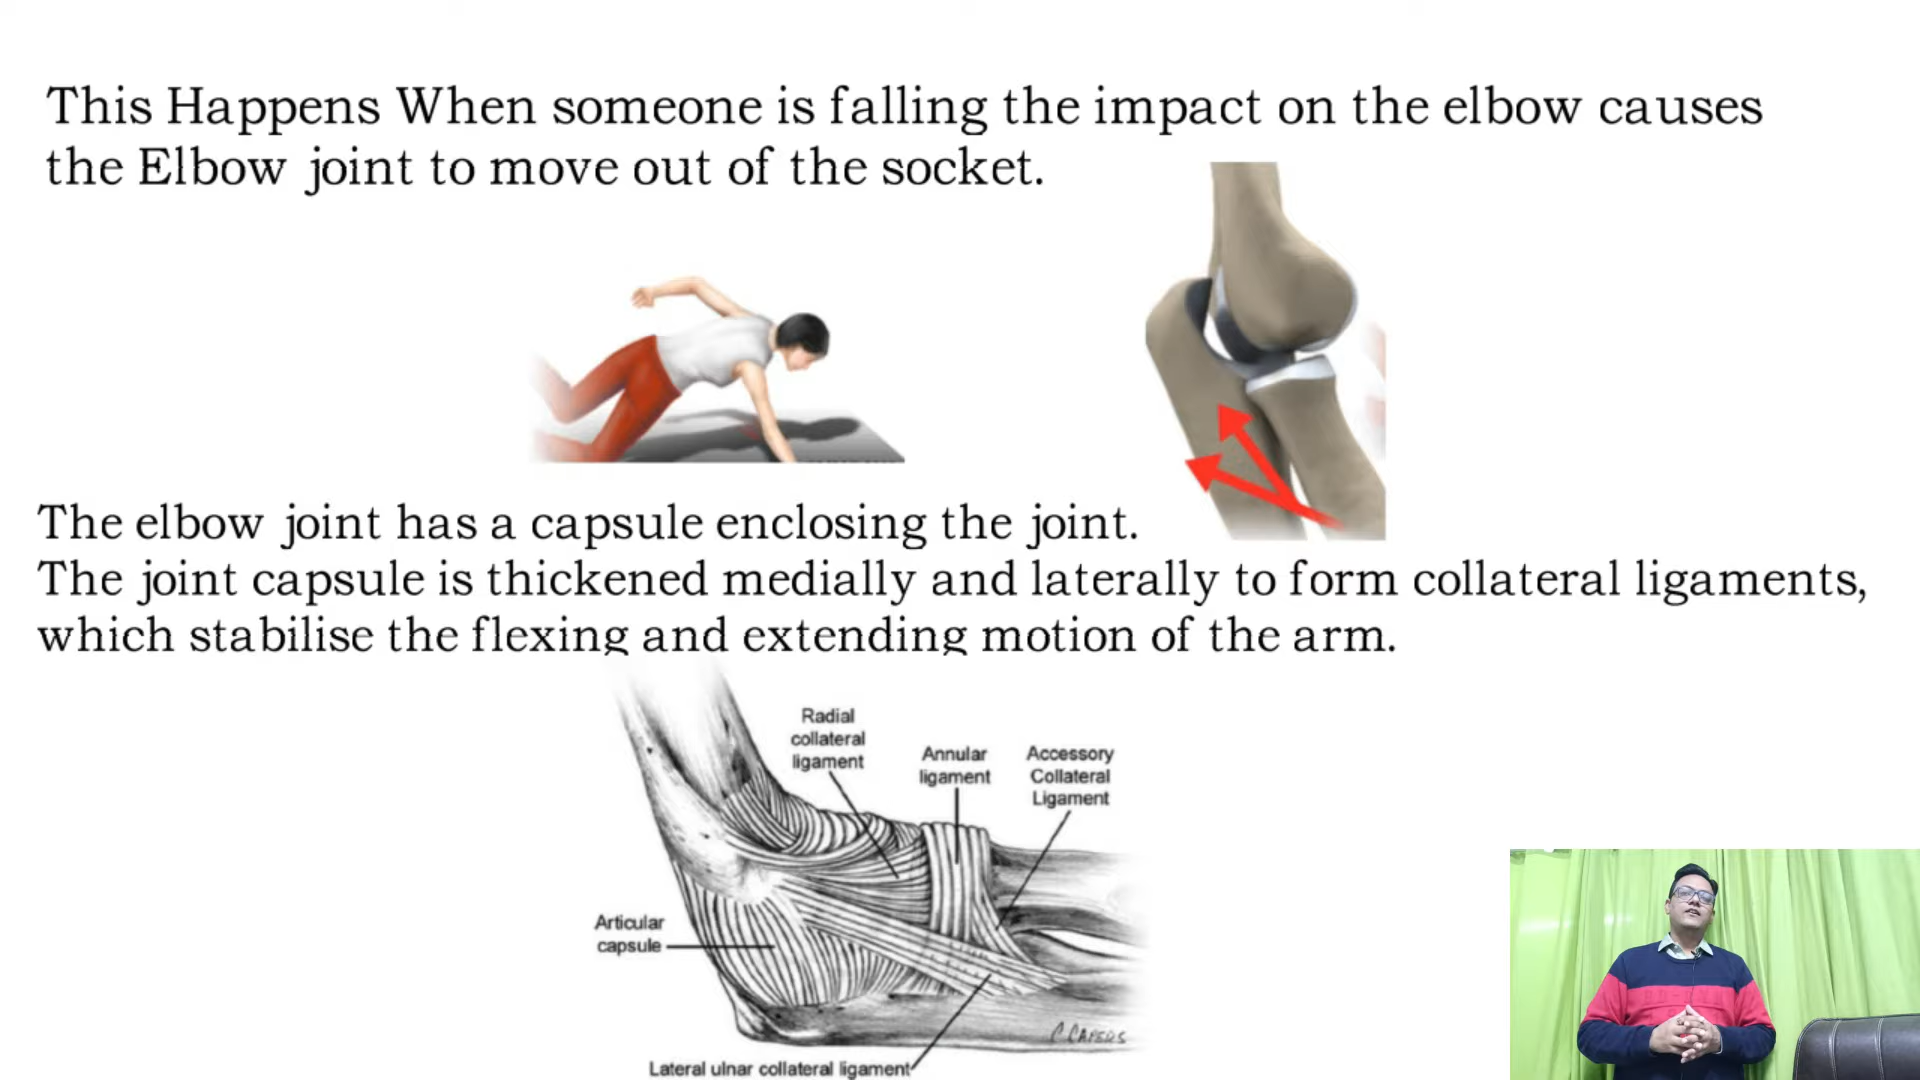 This Happens When someone is falling the impact on the elbow causes
the Elbow joint to move out of the socket.
The elbow joint has a capsule enclosing the joint.
The joint capsule is thickened medially and laterally to form collateral ligaments,
which stabilise the flexing and extending motion of the arm.
Radial
collateral
ligament
Annular
ligament
Accessory
Collateral
Ligament
Articular
capsule
C CAPERS
Lateral ulnar collateral ligament